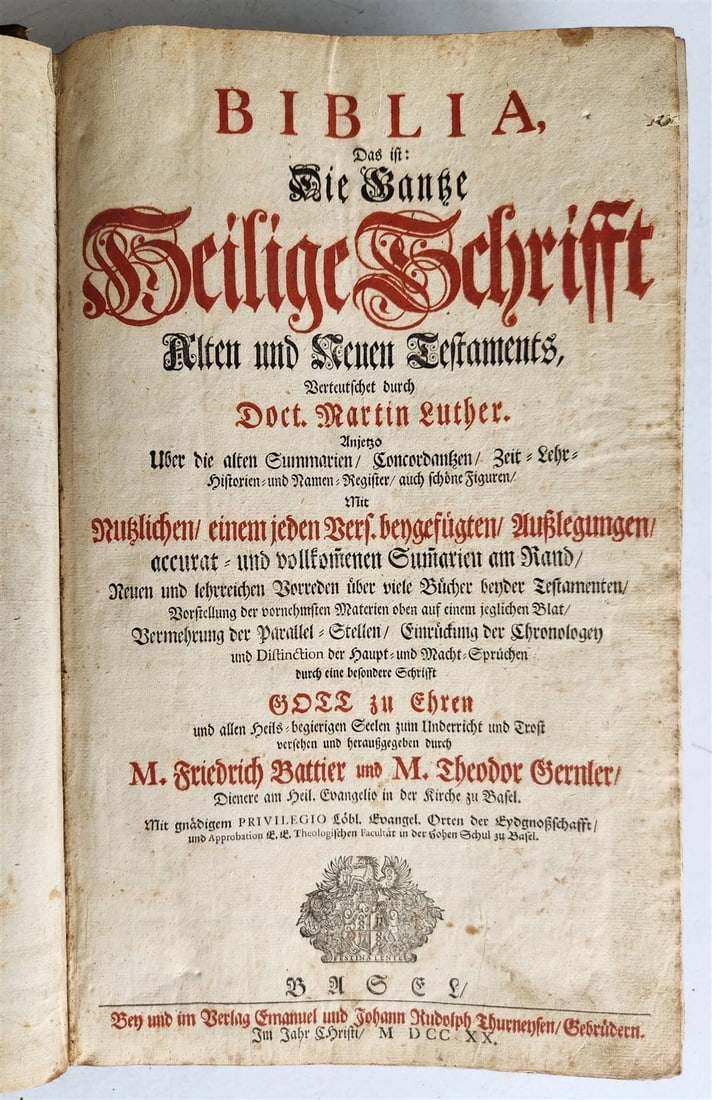 BIBLIA,
Das ist:
Die Gantze
Heilige Schrifft
Alten und Neuen Testaments,
Verteutschet durch
Doct. Martin Luther.
Anjetzo
Uber die alten Summarien/ Concordantzen/ Zeit-Lehr-
Historien-und Namen-Register/ auch schöne Figuren/
Mit
Nutzlichen/ einem jeden Vers. beygefügten/ Außlegungen/
accurat- und vollkom̃enen Sum̃arien am Rand/
Neuen und lehrreichen Vorreden über viele Bücher beyder Testamenten/
Vorstellung der vornehmsten Materien oben auf einem jeglichen Blat/
Vermehrung der Parallel-Stellen/ Einrückung der Chronologey
und Distinction der Haupt-und Macht-Sprüchen
durch eine besondere Schrifft
GOTT zu Ehren
und allen Heils-begierigen Seelen zum Underricht und Trost
versehen und heraußgegeben durch
M. Friedrich Battier und M. Theodor Gernler/
Dienere am Heil. Evangelio in der Kirche zu Basel.
Mit gnädigem PRIVILEGIO Löbl. Evangel. Orten der Eydgnoßschafft/
und Approbation E. E. Theologischen Facultät in der Hohen Schul zu Basel.
FESTINA LENTE
BASEL/
Bey und im Verlag Emanuel und Johann Rudolph Thurneysen/ Gebrüdern.
Im Jahr Christi/ M DCC XX.